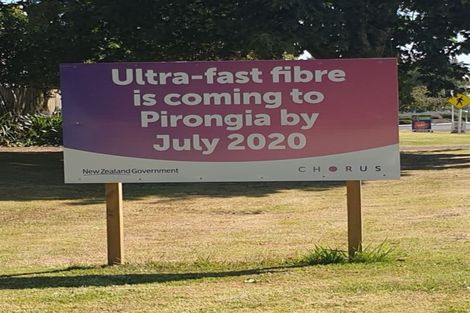 Ultra-fast fibre
is coming to
Pirongia by
July 2020
New Zealand Government
CHORUS